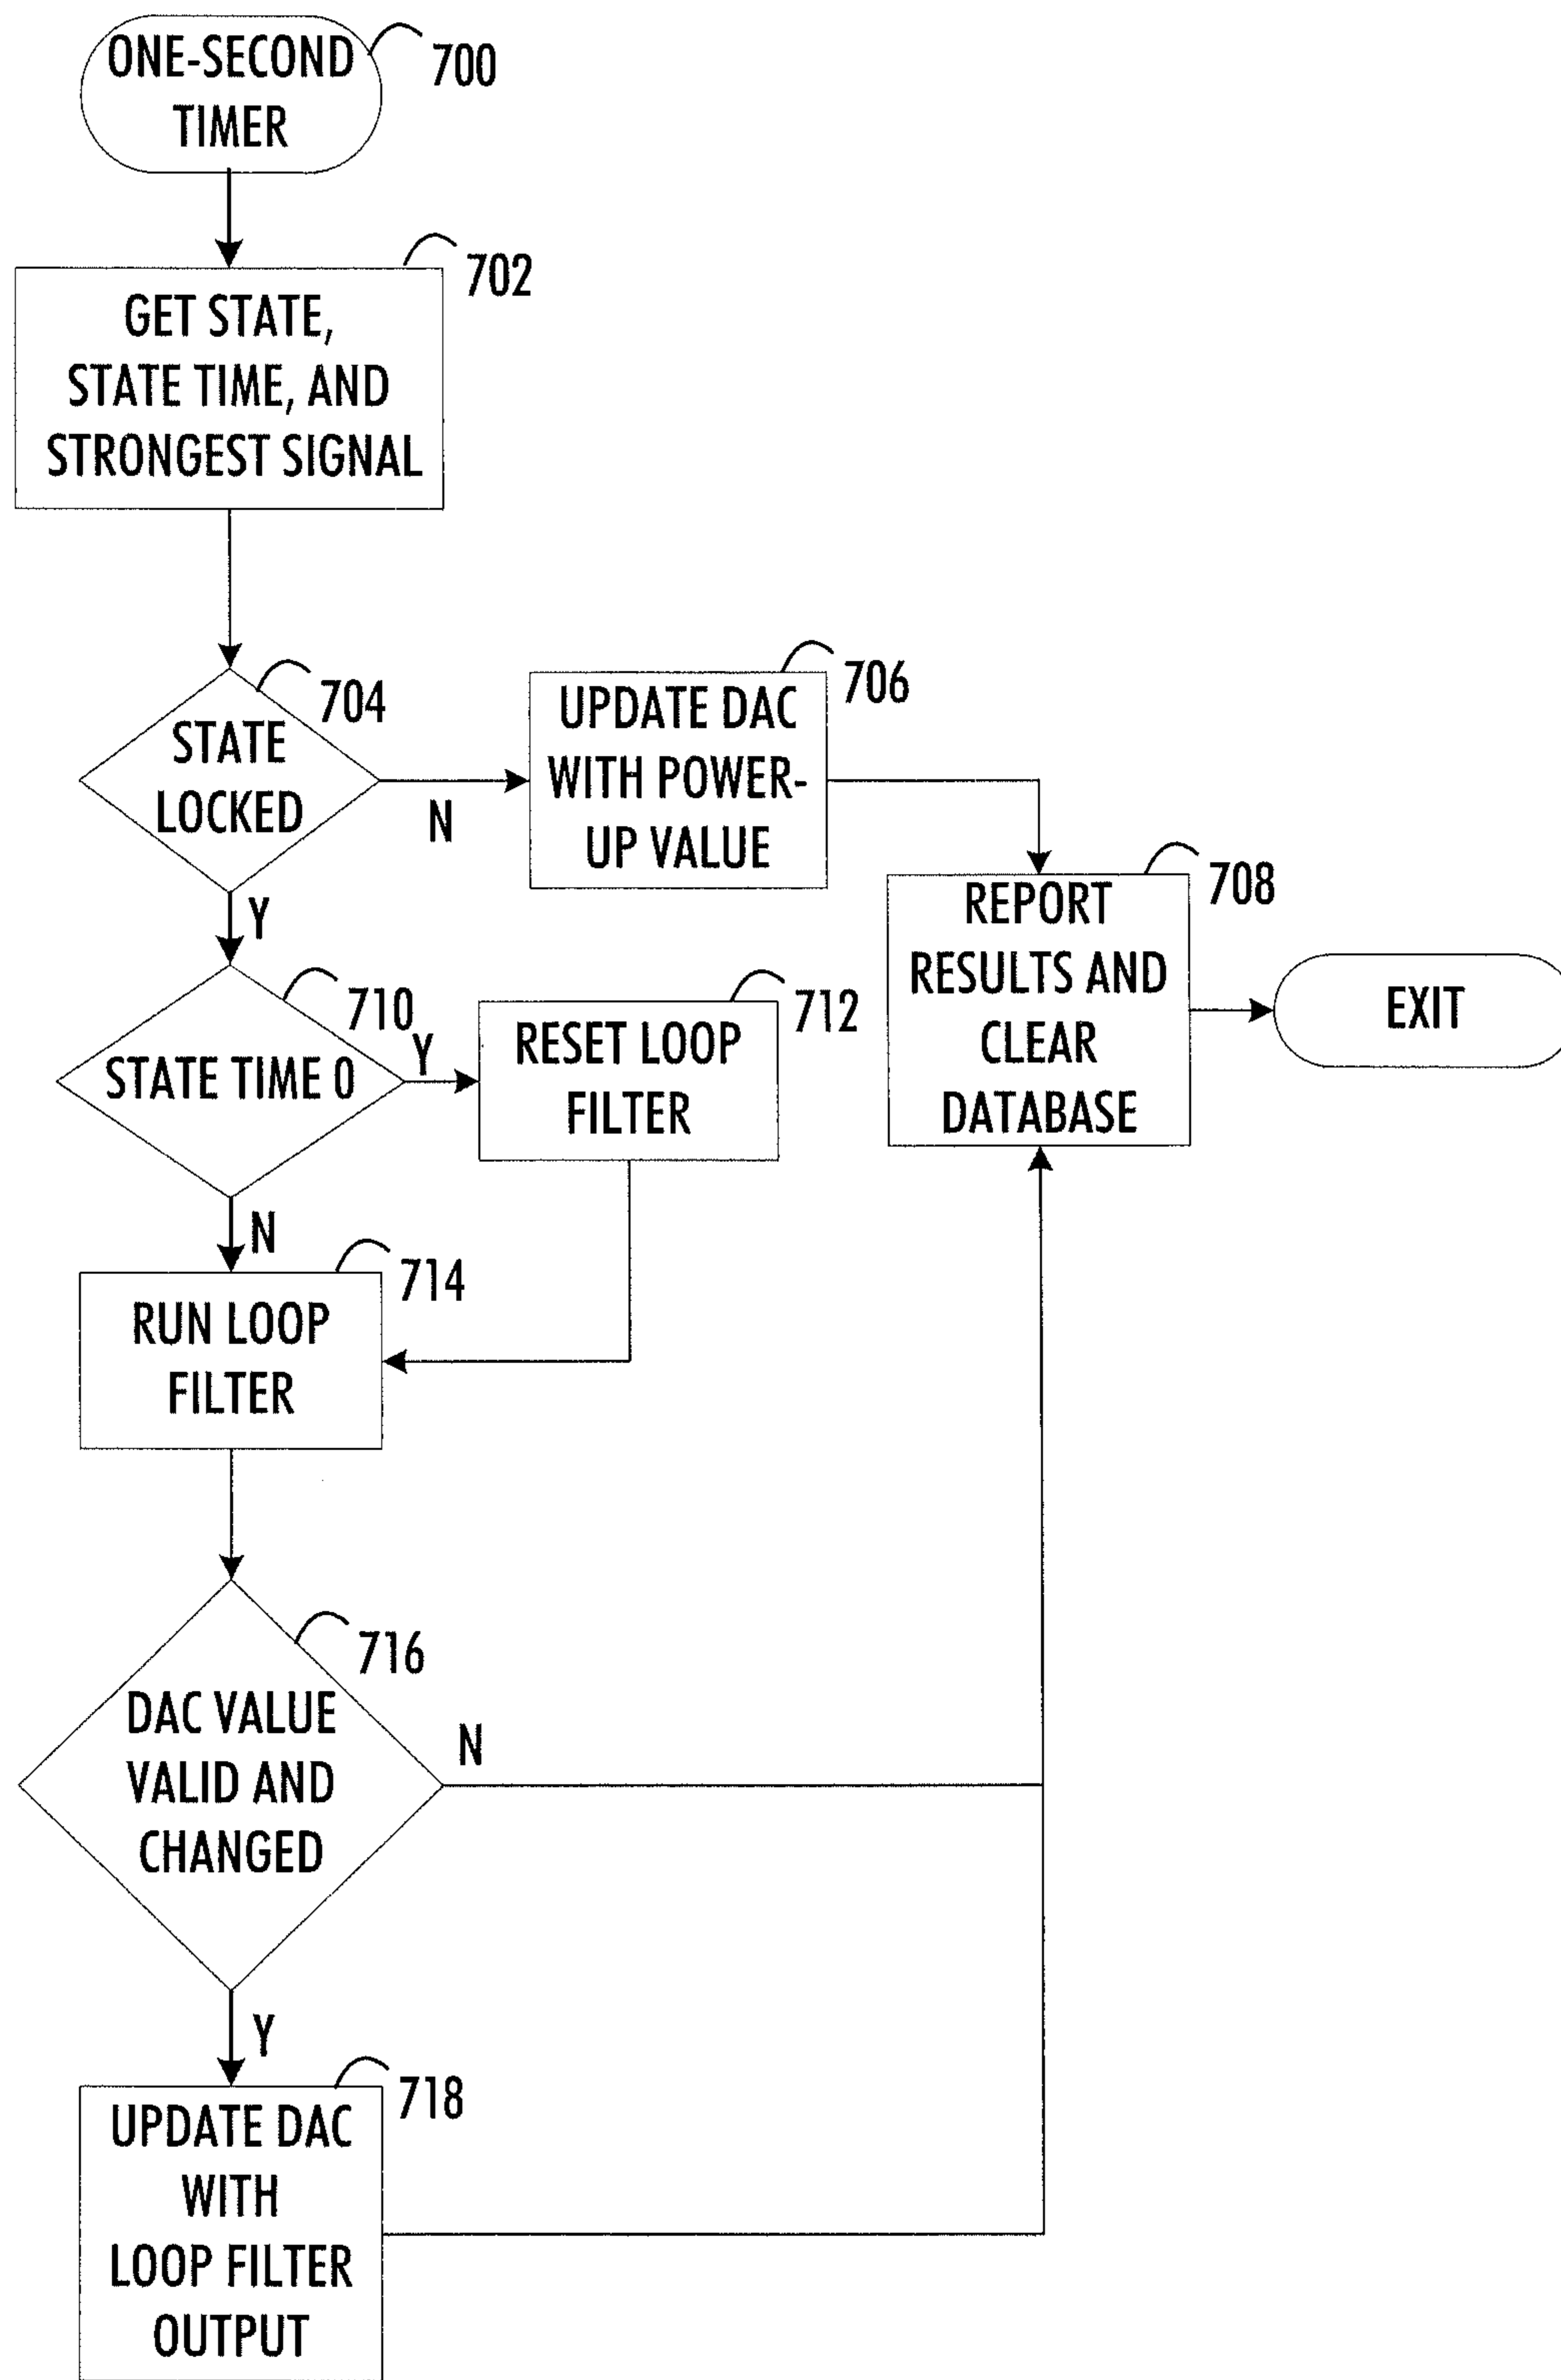 ONE-SECOND
TIMER
700
702
GET STATE,
STATE TIME, AND
STRONGEST SIGNAL
704
STATE
LOCKED
N
Y
706
UPDATE DAC
WITH POWER-
UP VALUE
708
REPORT
RESULTS AND
CLEAR
DATABASE
EXIT
710
STATE TIME 0
Y
N
712
RESET LOOP
FILTER
714
RUN LOOP
FILTER
716
DAC VALUE
VALID AND
CHANGED
N
Y
718
UPDATE DAC
WITH
LOOP FILTER
OUTPUT